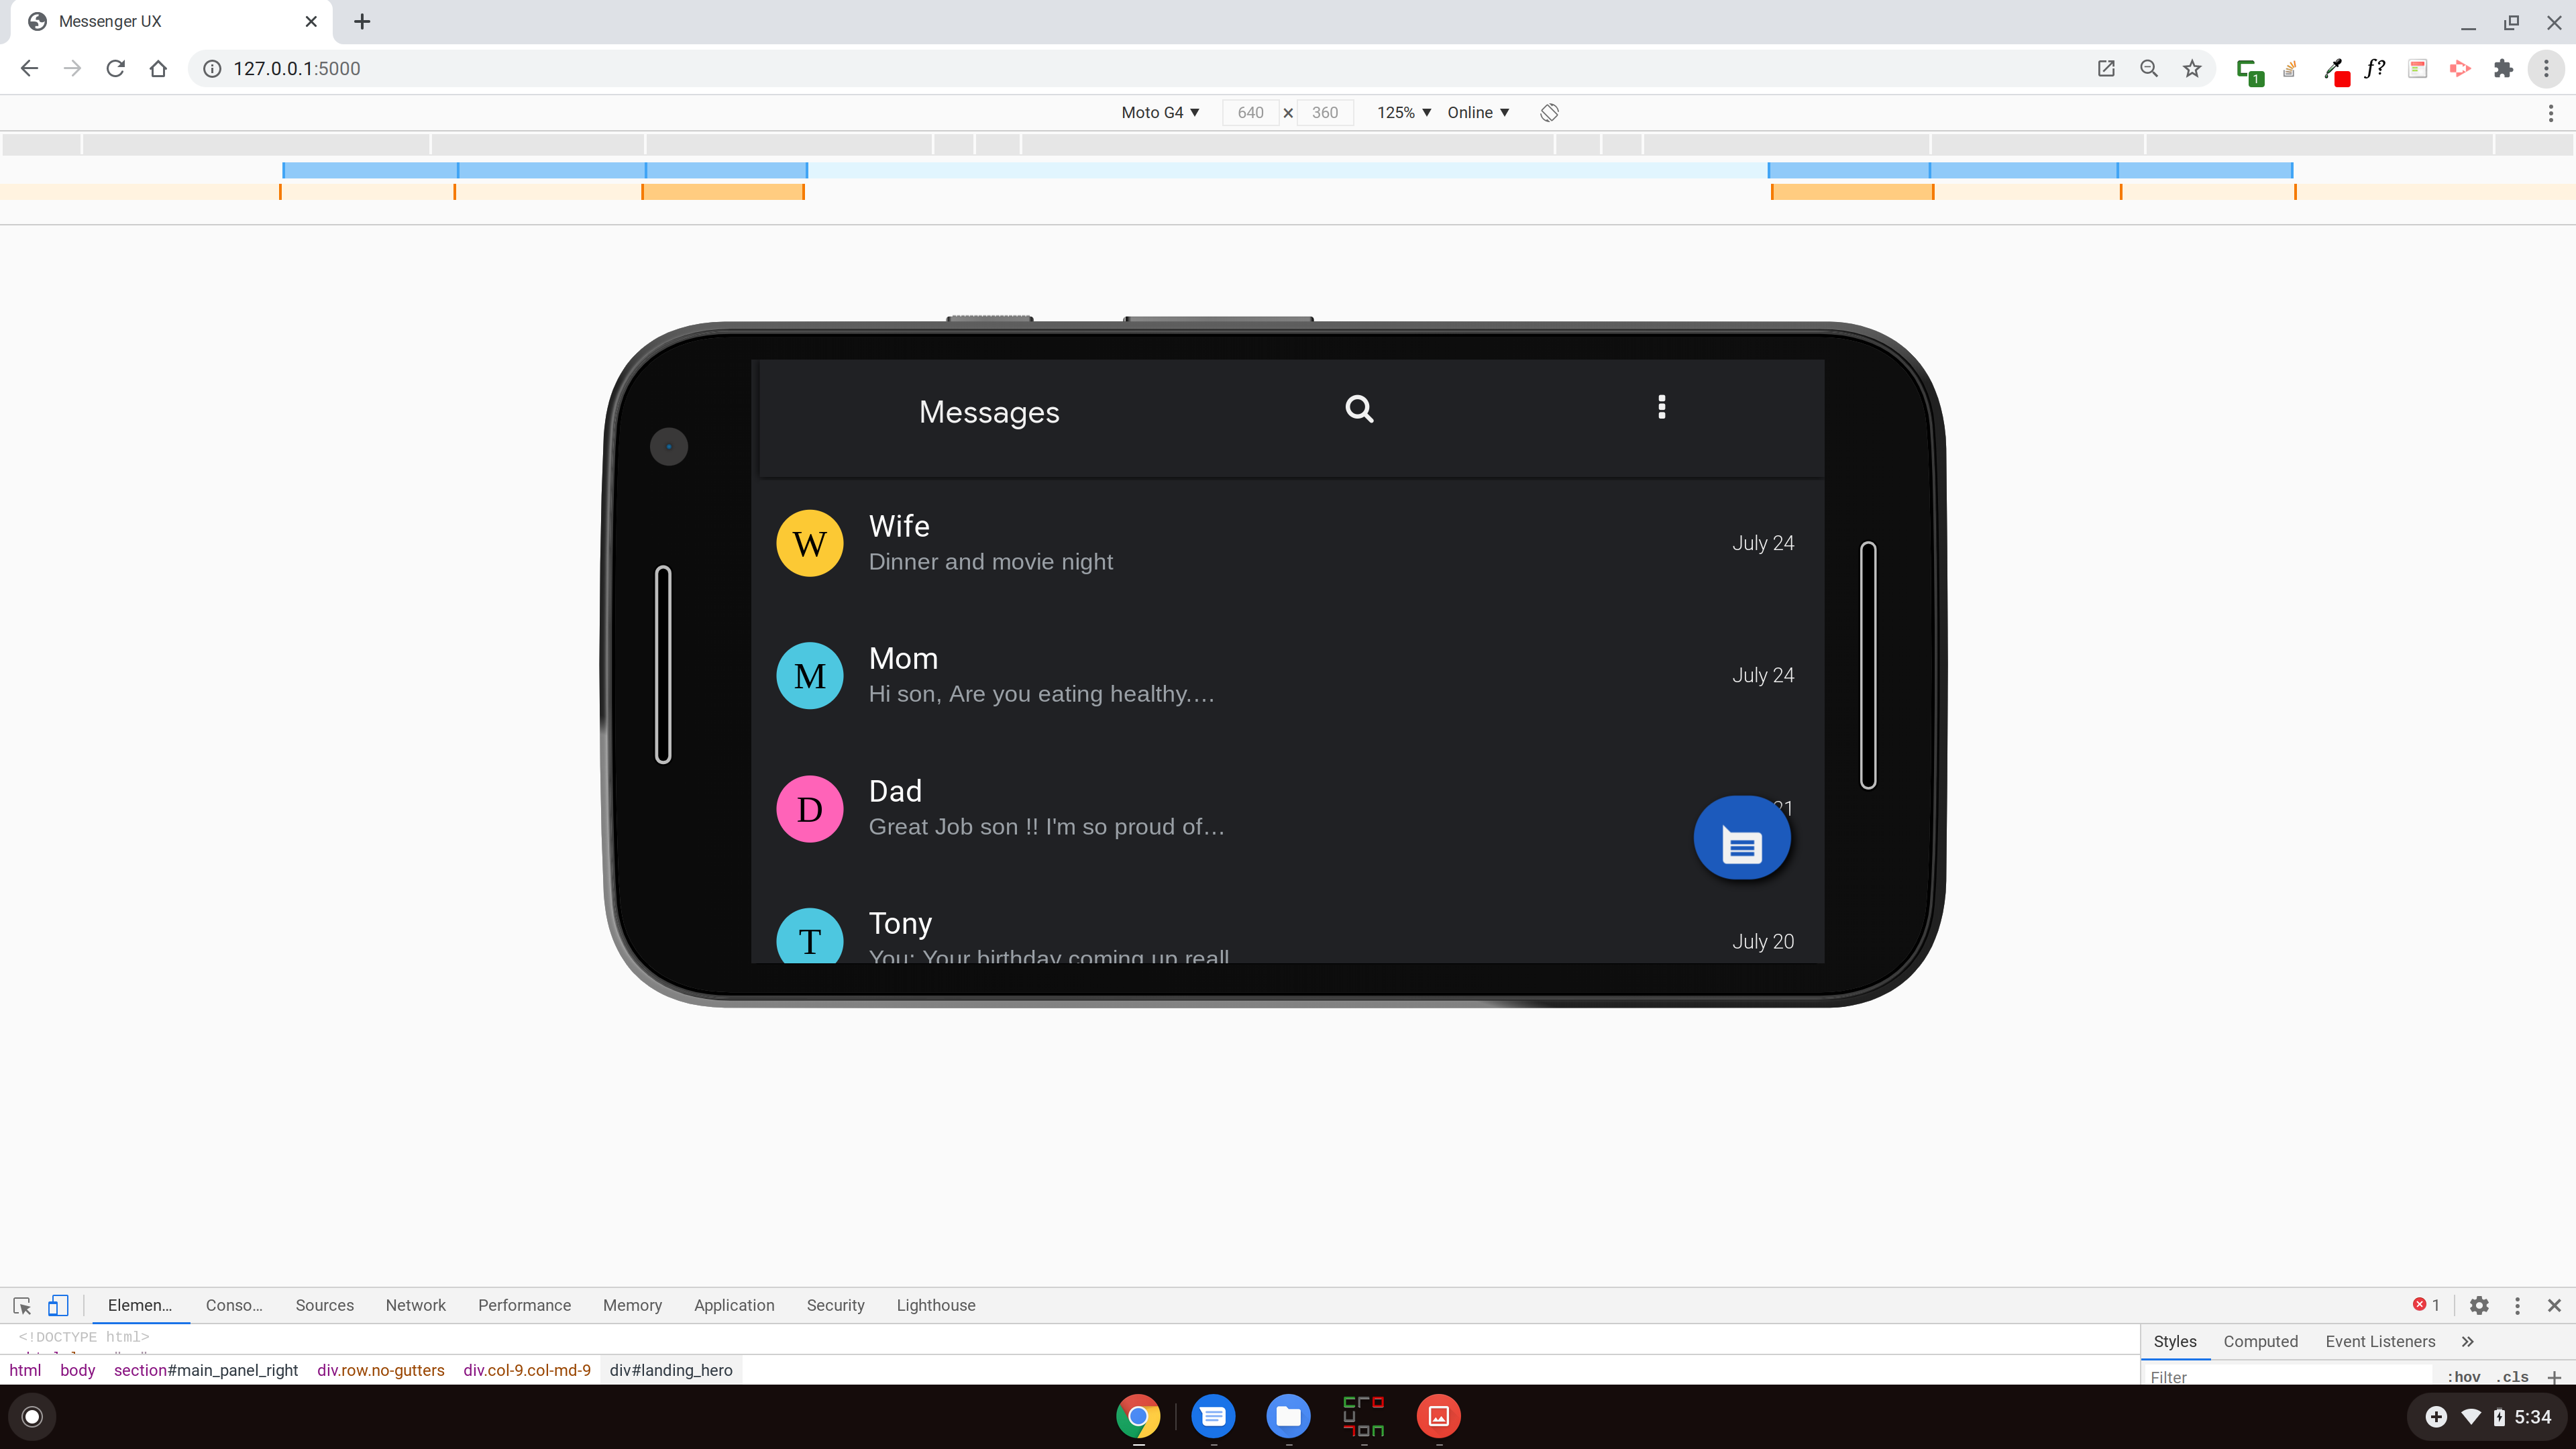 Messenger UX
127.0.0.1:5000
1
f?
Moto G4 640 × 360 125% Online
Messages
W Wife
Dinner and movie night
July 24
M Mom
Hi son, Are you eating healthy....
July 24
D Dad
Great Job son !! I'm so proud of...
21
T Tony
You: Your birthday coming up reall
July 20
Elemen... Conso... Sources Network Performance Memory Application Security Lighthouse 1
<!DOCTYPE html>
Styles Computed Event Listeners »
html body section#main_panel_right div.row.no-gutters div.col-9.col-md-9 div#landing_hero
Filter :hov .cls +
5:34